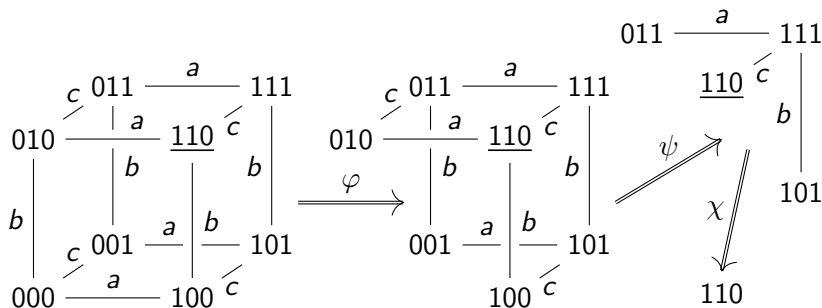 011 a 111
011 a 111 011 a 111 110 c
c c c
010 a 110 010 a 110 b
b b b φ b b ψ 101
001 a b 101 001 a b 101 χ
c c c
000 a 100 100 110